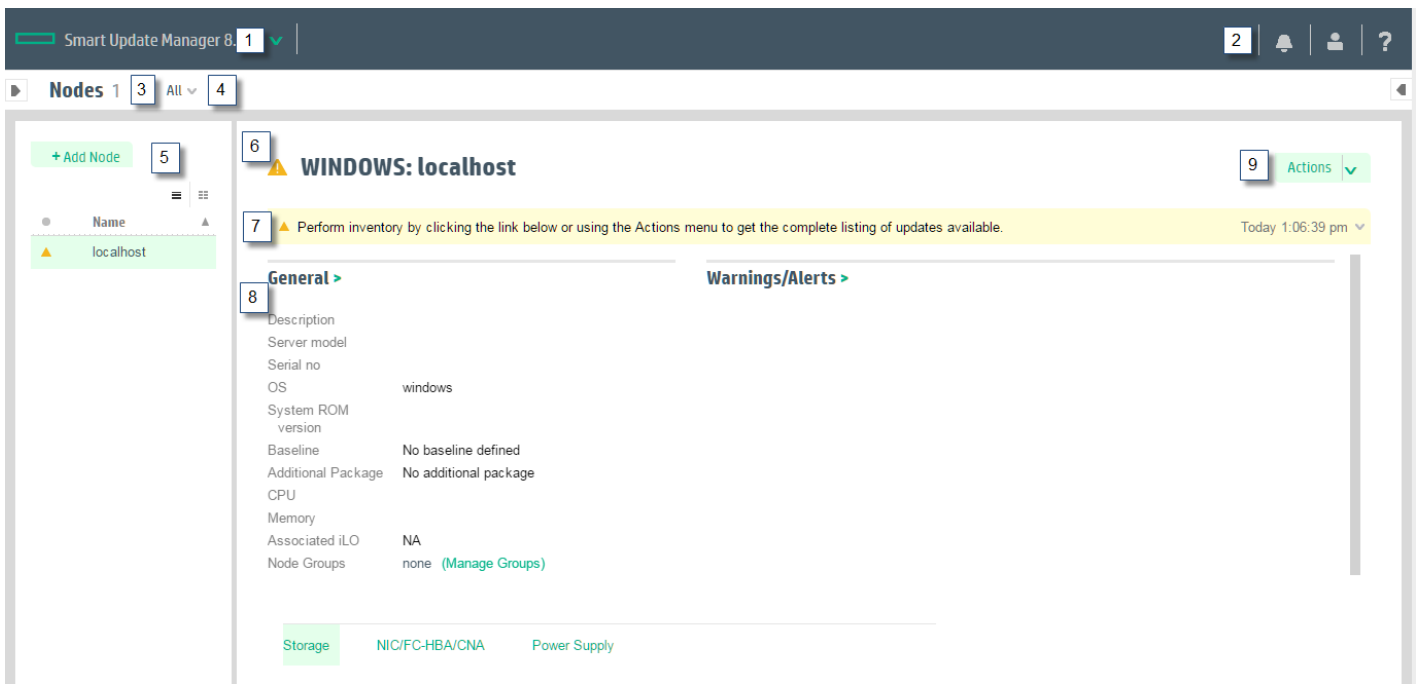 Smart Update Manager 8. 1
2 ?
Nodes 1 3 All 4
+ Add Node 5
6
WINDOWS: localhost
9 Actions
Name
7 Perform inventory by clicking the link below or using the Actions menu to get the complete listing of updates available. Today 1:06:39 pm
localhost
General > Warnings/Alerts >
8
Description
Server model
Serial no
OS windows
System ROM
version
Baseline No baseline defined
Additional Package No additional package
CPU
Memory
Associated iLO NA
Node Groups none (Manage Groups)
Storage NIC/FC-HBA/CNA Power Supply